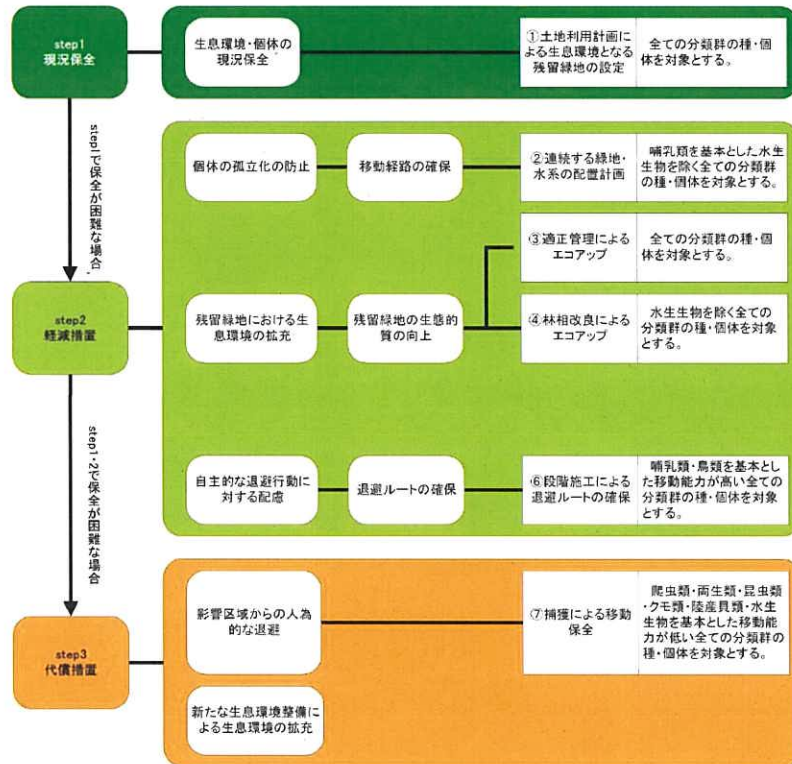 step1
現況保全
生息環境・個体の
現況保全
①土地利用計画に
よる生息環境となる
残留緑地の設定
全ての分類群の種・個
体を対象とする。
step1で保全が困難な場合
個体の孤立化の防止
移動経路の確保
②連続する緑地・
水系の配置計画
哺乳類を基本とした水生
生物を除く全ての分類群
の種・個体を対象とする。
③適正管理による
エコアップ
全ての分類群の種・個
体を対象とする。
step2
軽減措置
残留緑地における生
息環境の拡充
残留緑地の生態的
質の向上
④林相改良による
エコアップ
水生生物を除く全ての
分類群の種・個体を対象
とする。
step1・2で保全が困難な場合
自主的な退避行動に
対する配慮
退避ルートの確保
⑥段階施工による
退避ルートの確保
哺乳類・鳥類を基本とし
た移動能力が高い全ての
分類群の種・個体を対象
とする。
step3
代償措置
影響区域からの人為
的な退避
⑦捕獲による移動
保全
爬虫類・両生類・昆虫類
・クモ類・陸産貝類・水生
生物を基本とした移動能
力が低い全ての分類群の
種・個体を対象とする。
新たな生息環境整備に
よる生息環境の拡充